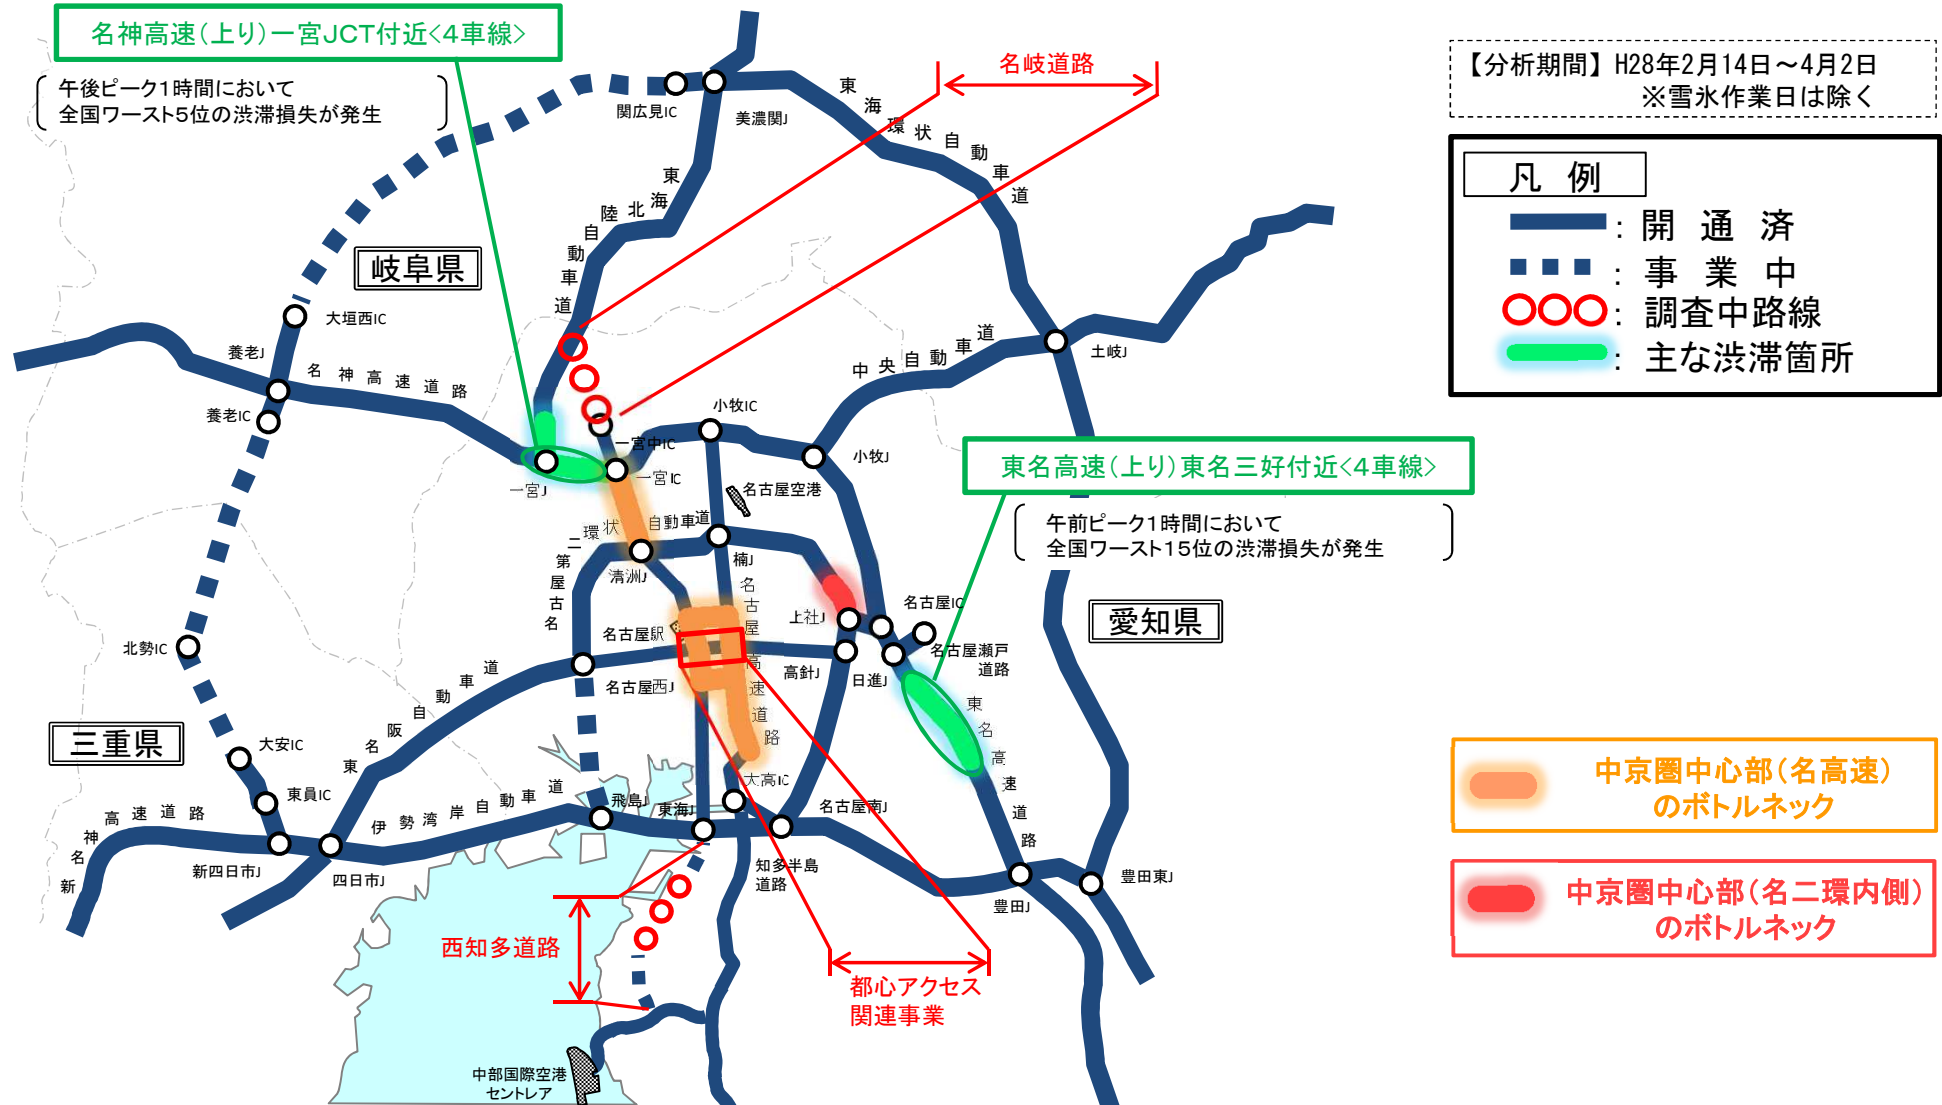 名神高速(上り)一宮JCT付近<4車線>
午後ピーク1時間において
全国ワースト5位の渋滞損失が発生
名岐道路
【分析期間】H28年2月14日~4月2日
※雪氷作業日は除く
凡 例
: 開 通 済
: 事 業 中
: 調査中路線
: 主な渋滞箇所
関広見IC
美濃関J
東海環状自動車道
東海北陸自動車道
岐阜県
大垣西IC
養老J
名神高速道路
養老IC
土岐J
中央自動車道
小牧IC
一宮中IC
小牧J
一宮J
一宮IC
名古屋空港
東名高速(上り)東名三好付近<4車線>
午前ピーク1時間において
全国ワースト15位の渋滞損失が発生
名古屋第二環状自動車道
清洲J
楠J
名古屋高速道路
上社J
名古屋IC
愛知県
名古屋駅
名古屋瀬戸
道路
北勢IC
高針J
日進J
名古屋西J
東名阪自動車道
東名高速道路
三重県
大安IC
大高IC
東員IC
飛島J
東海J
名古屋南J
伊勢湾岸自動車道
新名神高速道路
新四日市J
四日市J
知多半島
道路
豊田J
豊田東J
西知多道路
都心アクセス
関連事業
中部国際空港
セントレア
中京圏中心部(名高速)
のボトルネック
中京圏中心部(名二環内側)
のボトルネック